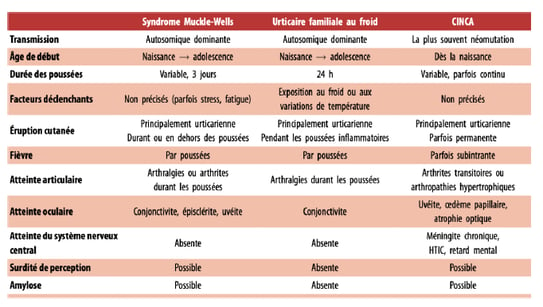 Syndrome Muckle-Wells Urticaire familiale au froid CINCA
Transmission Autosomique dominante Autosomique dominante La plus souvent néomutation
Âge de début Naissance → adolescence Naissance → adolescence Dès la naissance
Durée des poussées Variable, 3 jours 24 h Variable, parfois continu
Facteurs déclenchants Non précisés (parfois stress, fatigue) Exposition au froid ou aux Non précisés
variations de température
Éruption cutanée Principalement urticarienne Principalement urticarienne Principalement urticarienne
Durant ou en dehors des poussées Pendant les poussées inflammatoires Parfois permanente
Fièvre Par poussées Par poussées Parfois subintrante
Atteinte articulaire Arthralgies ou arthrites Arthralgies durant les poussées Arthrites transitoires ou
durant les poussées arthropathies hypertrophiques
Atteinte oculaire Conjonctivite, épisclérite, uvéite Conjonctivite Uvéite, œdème papillaire,
atrophie optique
Atteinte du système nerveux Absente Absente Méningite chronique,
central HTIC, retard mental
Surdité de perception Possible Absente Possible
Amylose Possible Absente Possible